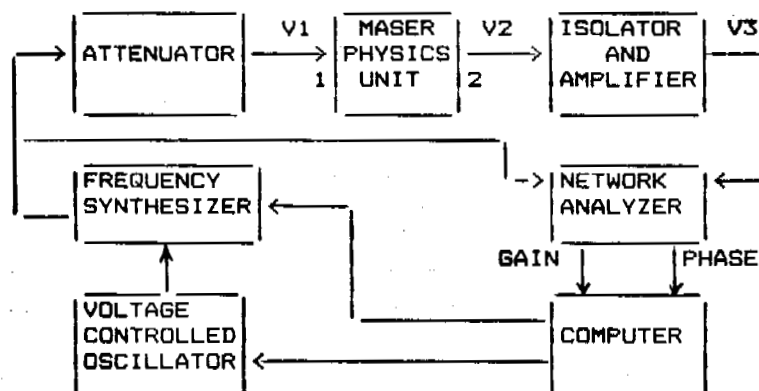 V1
V2
V3
ATTENUATOR
MASER
PHYSICS
UNIT
1
2
ISOLATOR
AND
AMPLIFIER
FREQUENCY
SYNTHESIZER
NETWORK
ANALYZER
GAIN
PHASE
VOLTAGE
CONTROLLED
OSCILLATOR
COMPUTER